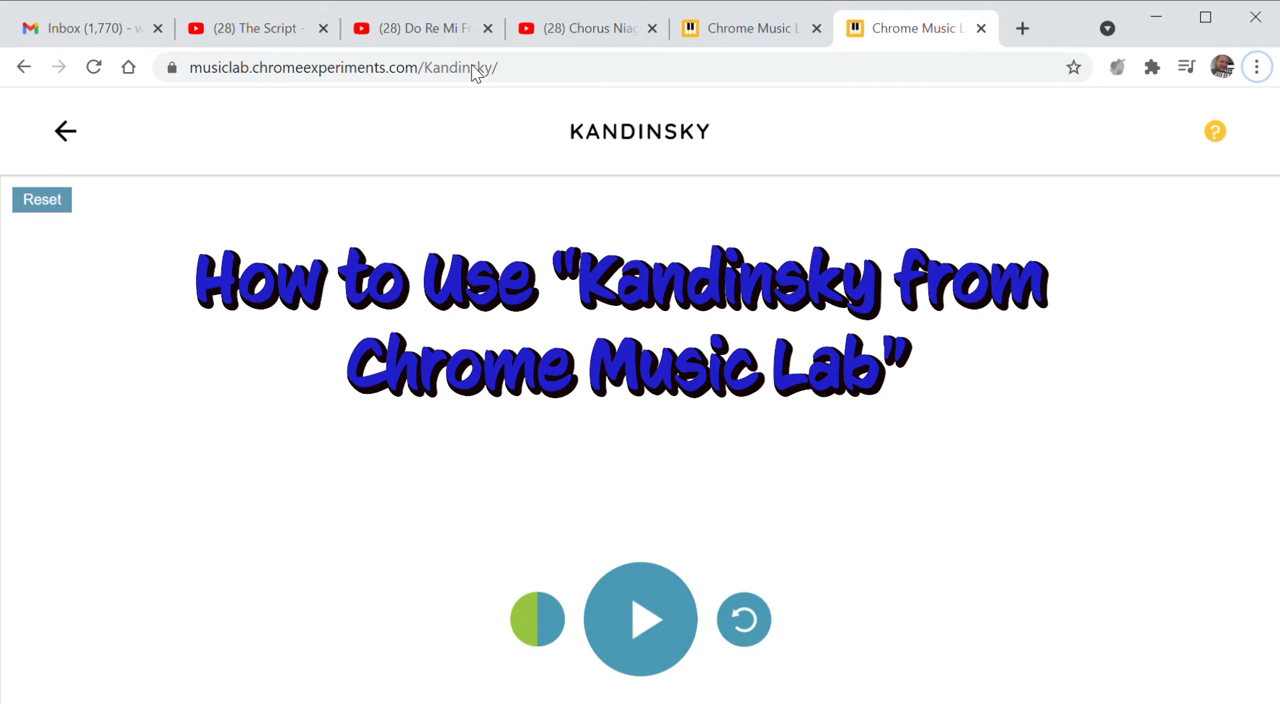 Inbox (1,770) - w
(28) The Script -
(28) Do Re Mi Fr
(28) Chorus Niag
Chrome Music L
Chrome Music L
musiclab.chromeexperiments.com/Kandinsky/
KANDINSKY
?
Reset
How to Use "Kandinsky from
Chrome Music Lab"